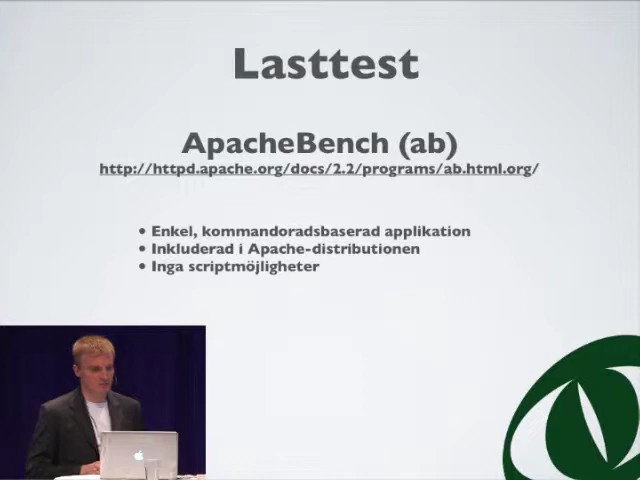 Lasttest
ApacheBench (ab)
http://httpd.apache.org/docs/2.2/programs/ab.html.org/
• Enkel, kommandoradsbaserad applikation
• Inkluderad i Apache-distributionen
• Inga scriptmöjligheter